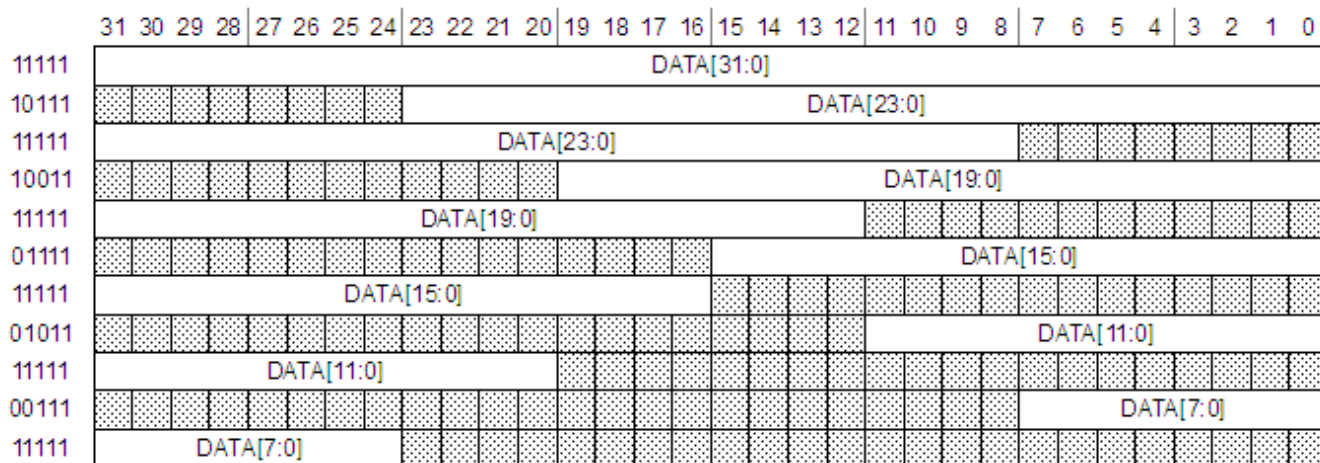 31 30 29 28 27 26 25 24 23 22 21 20 19 18 17 16 15 14 13 12 11 10 9 8 7 6 5 4 3 2 1 0
11111 DATA[31:0]
10111 DATA[23:0]
11111 DATA[23:0]
10011 DATA[19:0]
11111 DATA[19:0]
01111 DATA[15:0]
11111 DATA[15:0]
01011 DATA[11:0]
11111 DATA[11:0]
00111 DATA[7:0]
11111 DATA[7:0]